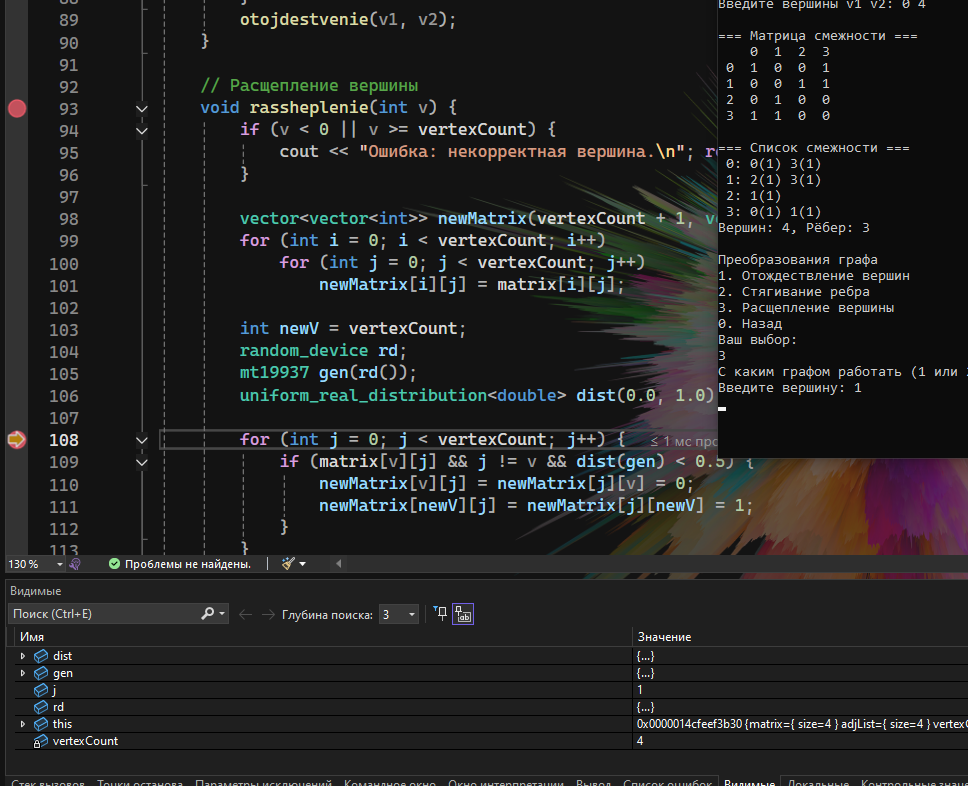 89 otojdestvenie(v1, v2);
90 }
91
92 // Расщепление вершины
93 void rassheplenie(int v) {
94 if (v < 0 || v >= vertexCount) {
95 cout << "Ошибка: некорректная вершина.\n";
96 }
97
98 vector<vector<int>> newMatrix(vertexCount + 1,
99 for (int i = 0; i < vertexCount; i++)
100 for (int j = 0; j < vertexCount; j++)
101 newMatrix[i][j] = matrix[i][j];
102
103 int newV = vertexCount;
104 random_device rd;
105 mt19937 gen(rd());
106 uniform_real_distribution<double> dist(0.0, 1.0)
107
108 for (int j = 0; j < vertexCount; j++) { ≤ 1 мс
109 if (matrix[v][j] && j != v && dist(gen) < 0.5) {
110 newMatrix[v][j] = newMatrix[j][v] = 0;
111 newMatrix[newV][j] = newMatrix[j][newV] = 1;
112 }
113 }
Введите вершины v1 v2: 0 4
=== Матрица смежности ===
0 1 2 3
0 1 0 0 1
1 0 0 1 1
2 0 1 0 0
3 1 1 0 0
=== Список смежности ===
0: 0(1) 3(1)
1: 2(1) 3(1)
2: 1(1)
3: 0(1) 1(1)
Вершин: 4, Рёбер: 3
Преобразования графа
1. Отождествление вершин
2. Стягивание ребра
3. Расщепление вершины
0. Назад
Ваш выбор:
3
С каким графом работать (1 или
Введите вершину: 1
130 % Проблемы не найдены.
Видимые
Поиск (Ctrl+E) Глубина поиска: 3
Имя Значение
dist {...}
gen {...}
j 1
rd {...}
this 0x0000014cfeef3b30 {matrix={ size=4 } adjList={ size=4 }
vertexCount 4
Стек вызовов Точки останова Параметры исключений Командное окно Окно интерпретации Вывод Список ошибок Видимые Локальные Контрольные